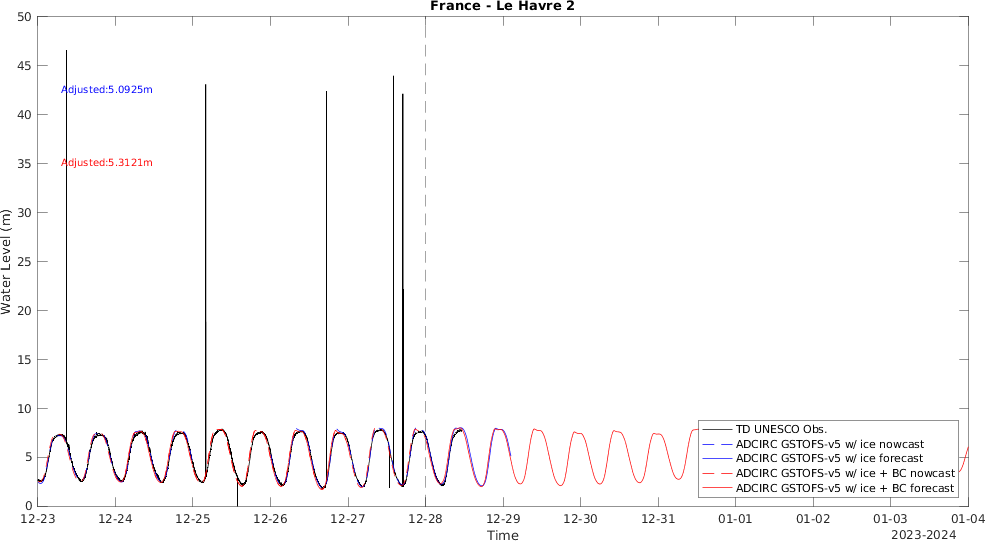 France - Le Havre 2
50
45
40
35
30
25
20
15
10
5
0
Water Level (m)
Adjusted:5.0925m
Adjusted:5.3121m
TD UNESCO Obs.
ADCIRC GSTOFS-v5 w/ ice nowcast
ADCIRC GSTOFS-v5 w/ ice forecast
ADCIRC GSTOFS-v5 w/ ice + BC nowcast
ADCIRC GSTOFS-v5 w/ ice + BC forecast
12-23 12-24 12-25 12-26 12-27 12-28 12-29 12-30 12-31 01-01 01-02 01-03 01-04
Time
2023-2024